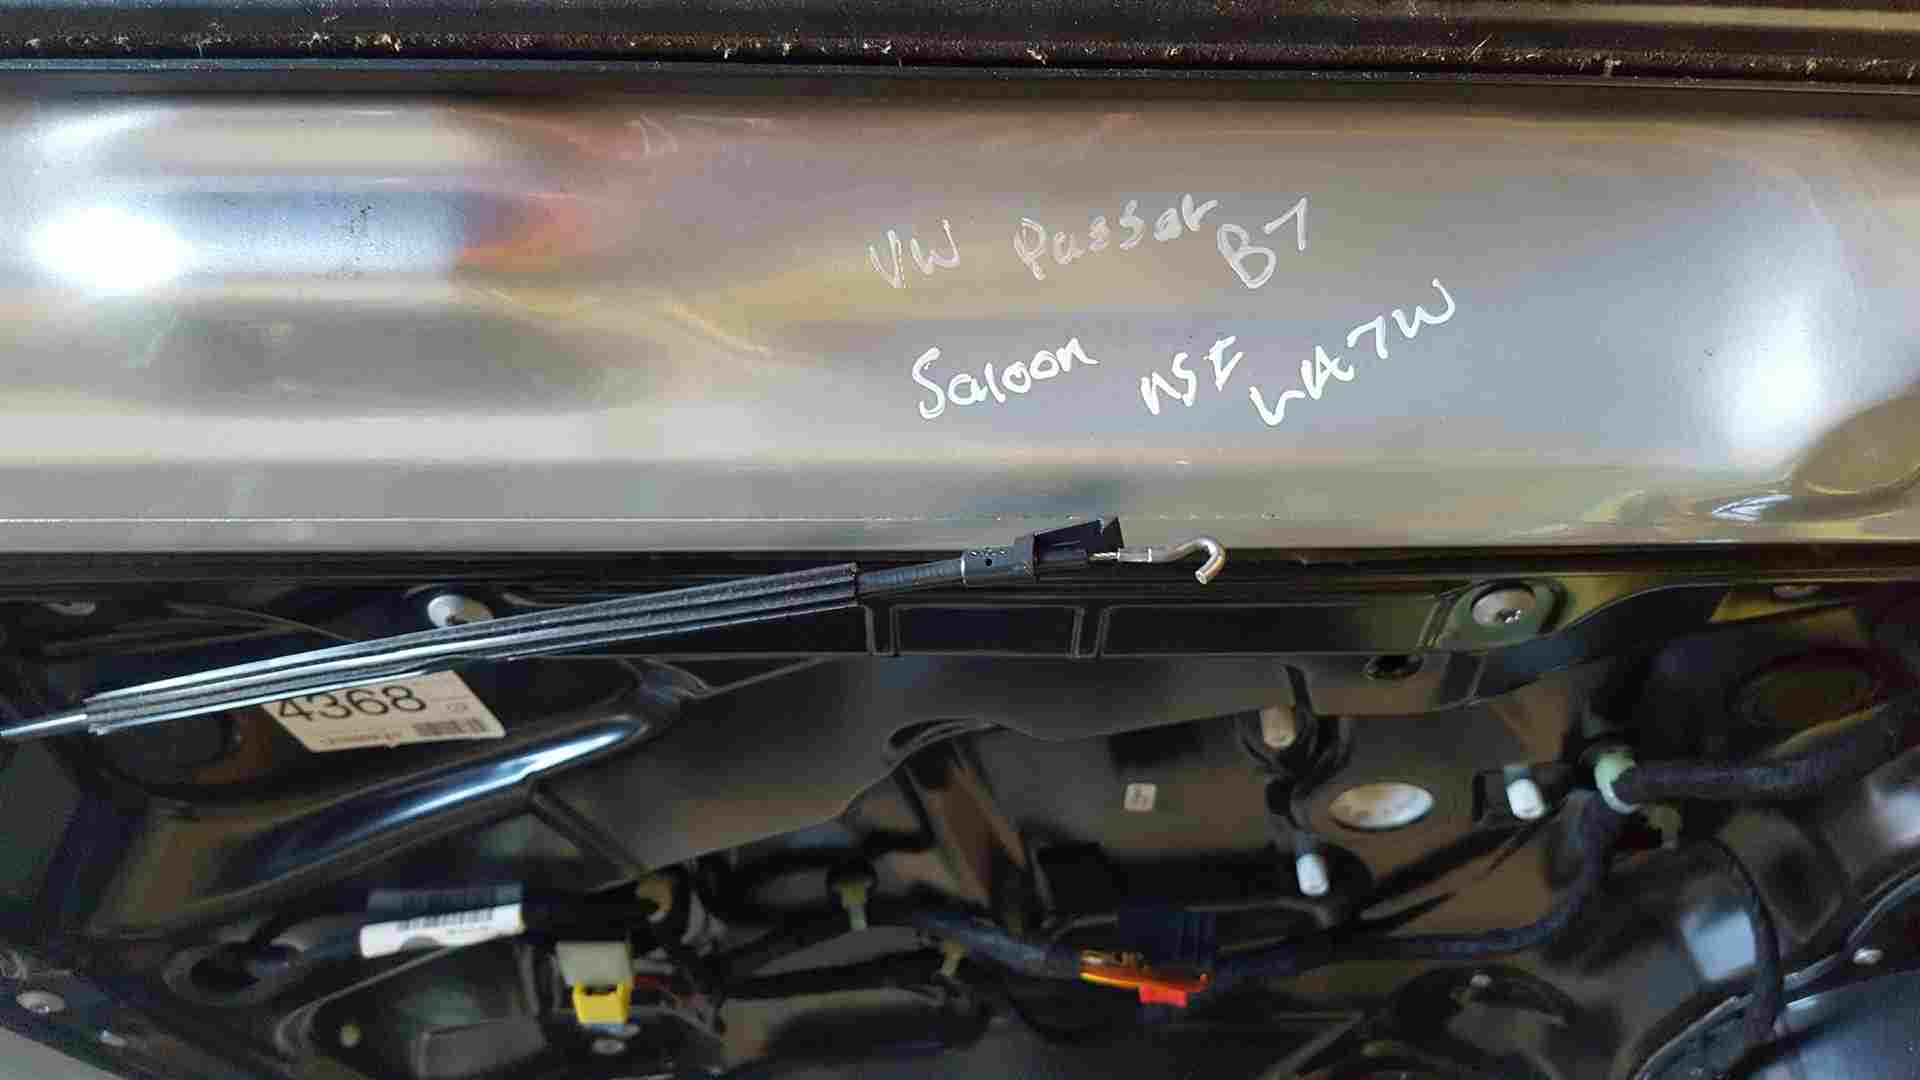 VW Passat B7
Saloon NSF LA7W
4368